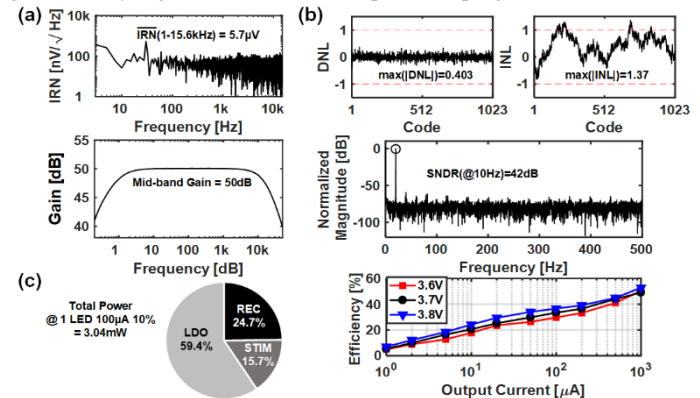 (a)
IRN [nV/√Hz]
10k
100
1
IRN(1-15.6kHz) = 5.7µV
10 100 1k 10k
Frequency [Hz]
Gain [dB]
55
50
45
40
Mid-band Gain = 50dB
1 10 100 1k 10k
Frequency [dB]
(b)
DNL
1
0
-1
max(|DNL|)=0.403
1 512 1023
Code
INL
1
0
-1
max(|INL|)=1.37
1 512 1023
Code
Normalized
Magnitude [dB]
0
-50
-100
SNDR(@10Hz)=42dB
0 100 200 300 400 500
Frequency [Hz]
(c)
Total Power
@ 1 LED 100µA 10%
= 3.04mW
REC
24.7%
LDO
59.4%
STIM
15.7%
Efficiency [%]
60
40
20
0
3.6V
3.7V
3.8V
10⁰ 10¹ 10² 10³
Output Current [µA]